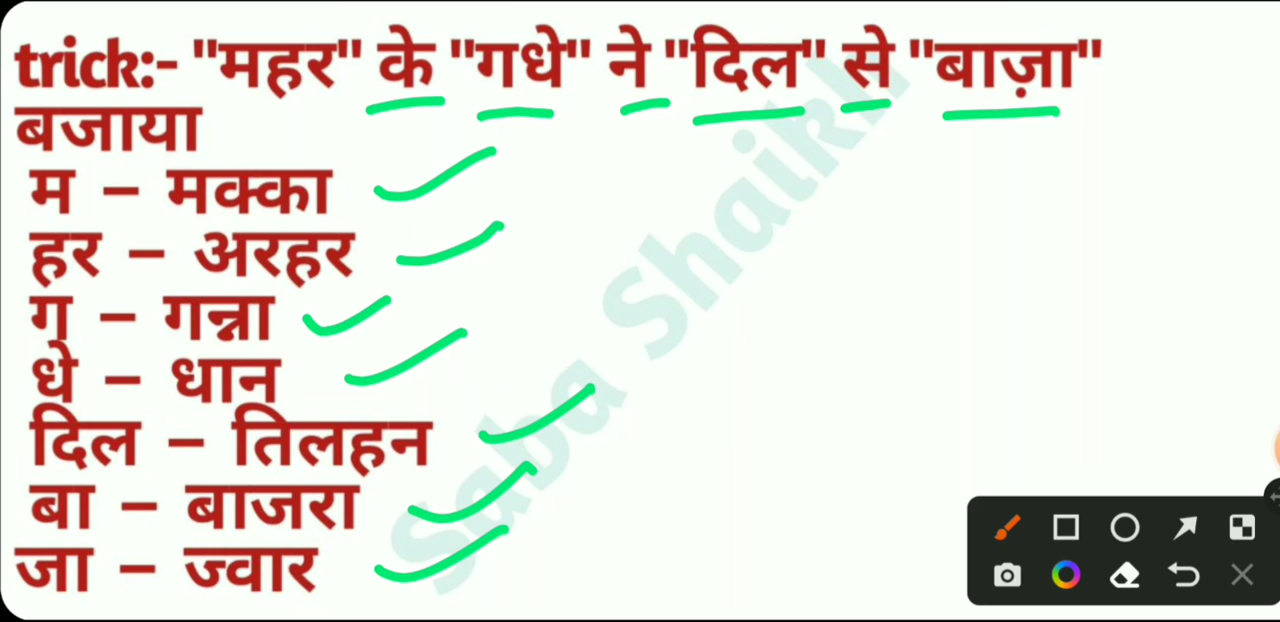 trick:- "महर" के "गधे" ने "दिल" से "बाज़ा"
बजाया
म – मक्का
हर – अरहर
ग – गन्ना
धे – धान
दिल – तिलहन
बा – बाजरा
जा – ज्वार
Saba Shaikh